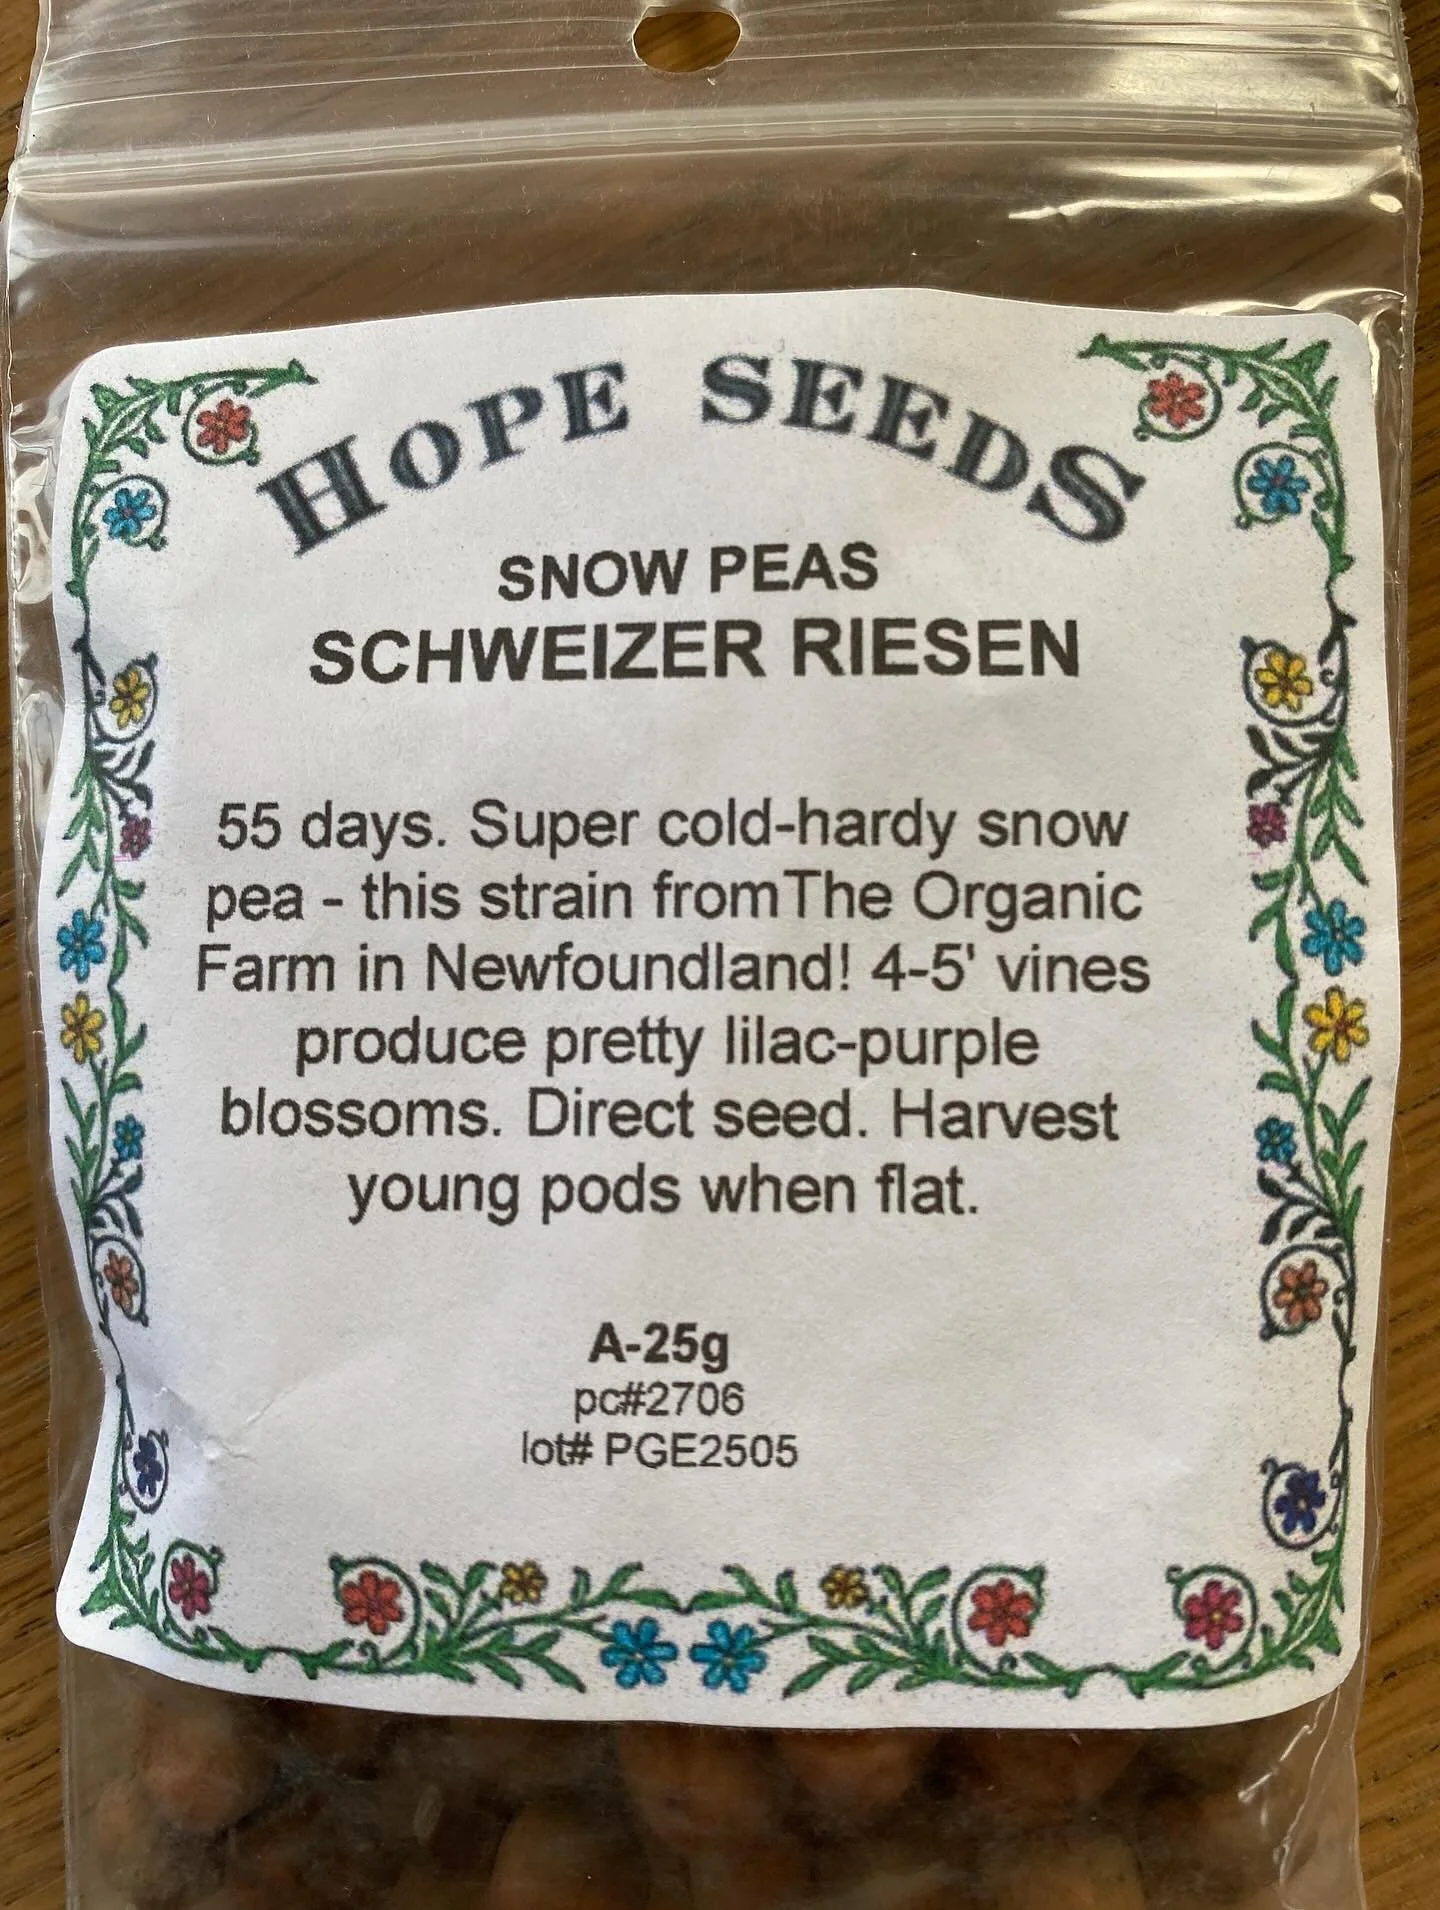 HOPE SEEDS
SNOW PEAS
SCHWEIZER RIESEN
55 days. Super cold-hardy snow
pea - this strain fromThe Organic
Farm in Newfoundland! 4-5' vines
produce pretty lilac-purple
blossoms. Direct seed. Harvest
young pods when flat.
A-25g
pc#2706
lot# PGE2505